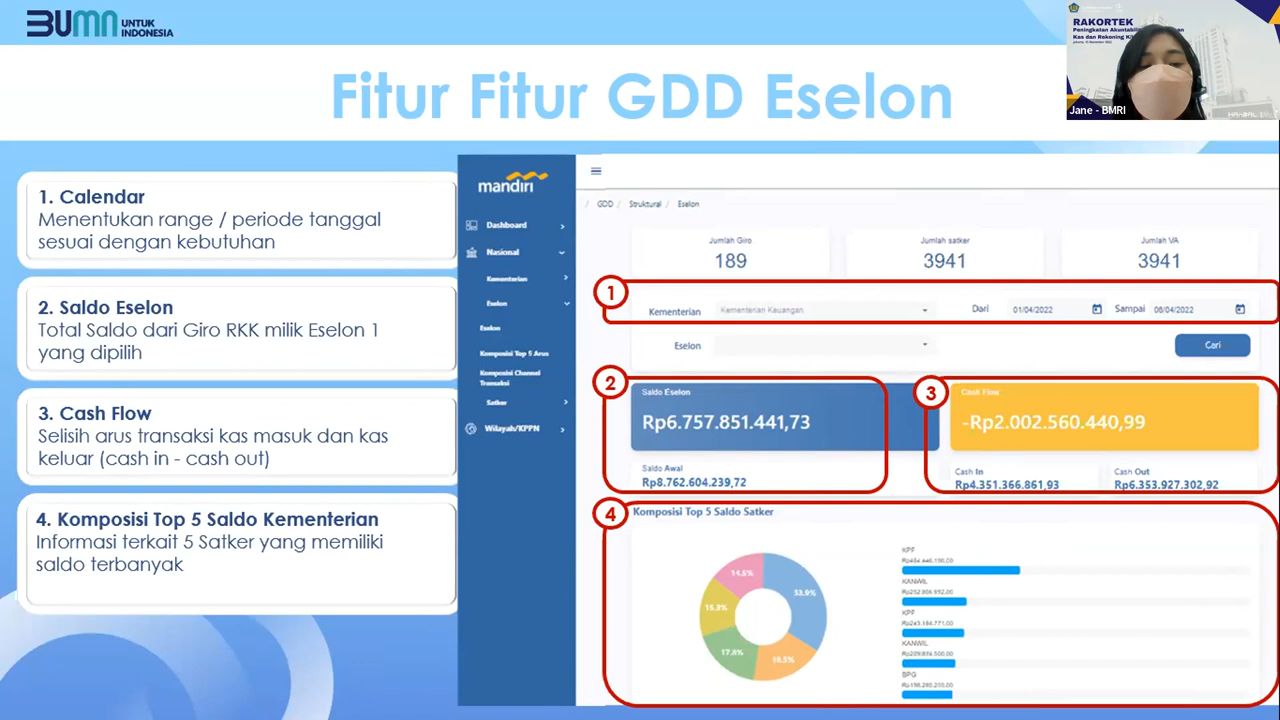 BUMN UNTUK INDONESIA
Fitur Fitur GDD Eselon
RAKORTEK
Peningkatan
Kas dan Rekening
Jane - BMRI
1. Calendar
Menentukan range / periode tanggal
sesuai dengan kebutuhan
2. Saldo Eselon
Total Saldo dari Giro RKK milik Eselon 1
yang dipilih
3. Cash Flow
Selisih arus transaksi kas masuk dan kas
keluar (cash in - cash out)
4. Komposisi Top 5 Saldo Kementerian
Informasi terkait 5 Satker yang memiliki
saldo terbanyak
mandiri
Dashboard
Nasional
Kementerian
Eselon
Eselon
Komposisi Top 5 Arus
Komposisi Channel
Transaksi
Satker
Wilayah/KPPN
/ GDD / Struktural / Eselon
Jumlah Giro
189
Jumlah satker
3941
Jumlah VA
3941
1
Kementerian
Kementerian Keuangan
Dari
01/04/2022
Sampai
08/04/2022
Eselon
Cari
2
Saldo Eselon
Rp6.757.851.441,73
Saldo Awal
Rp8.762.604.239,72
3
Cash Flow
-Rp2.002.560.440,99
Cash In
Rp4.351.366.861,93
Cash Out
Rp6.353.927.302,92
4
Komposisi Top 5 Saldo Satker
14.5%
33.9%
17.8%
18.5%
KPP
KANWIL
KPP
KANWIL
BPG